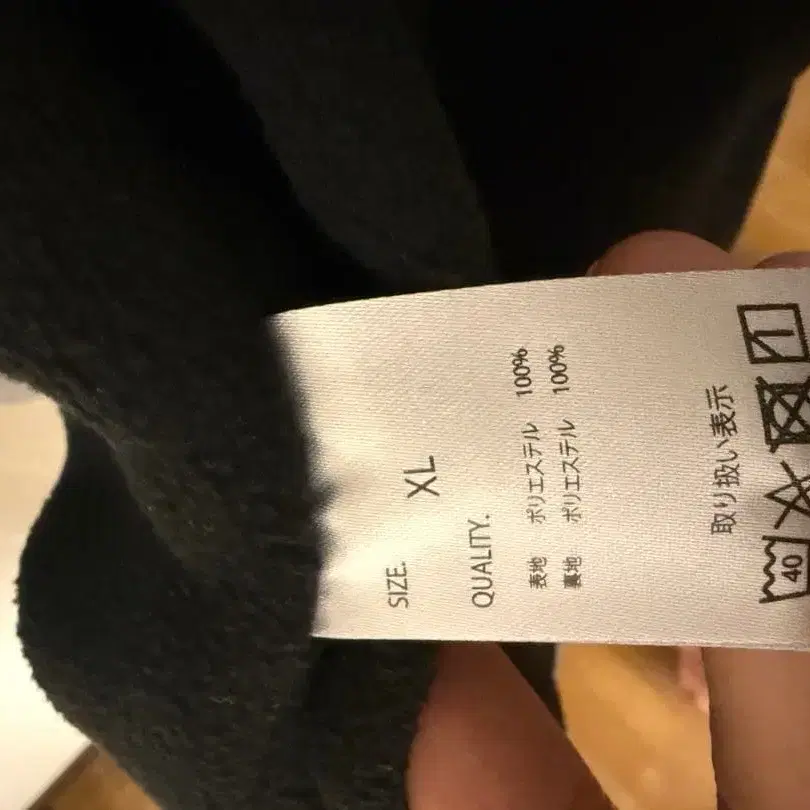 SIZE.
XL
QUALITY.
表地 ポリエステル 100%
裏地 ポリエステル 100%
取り扱い表示
40